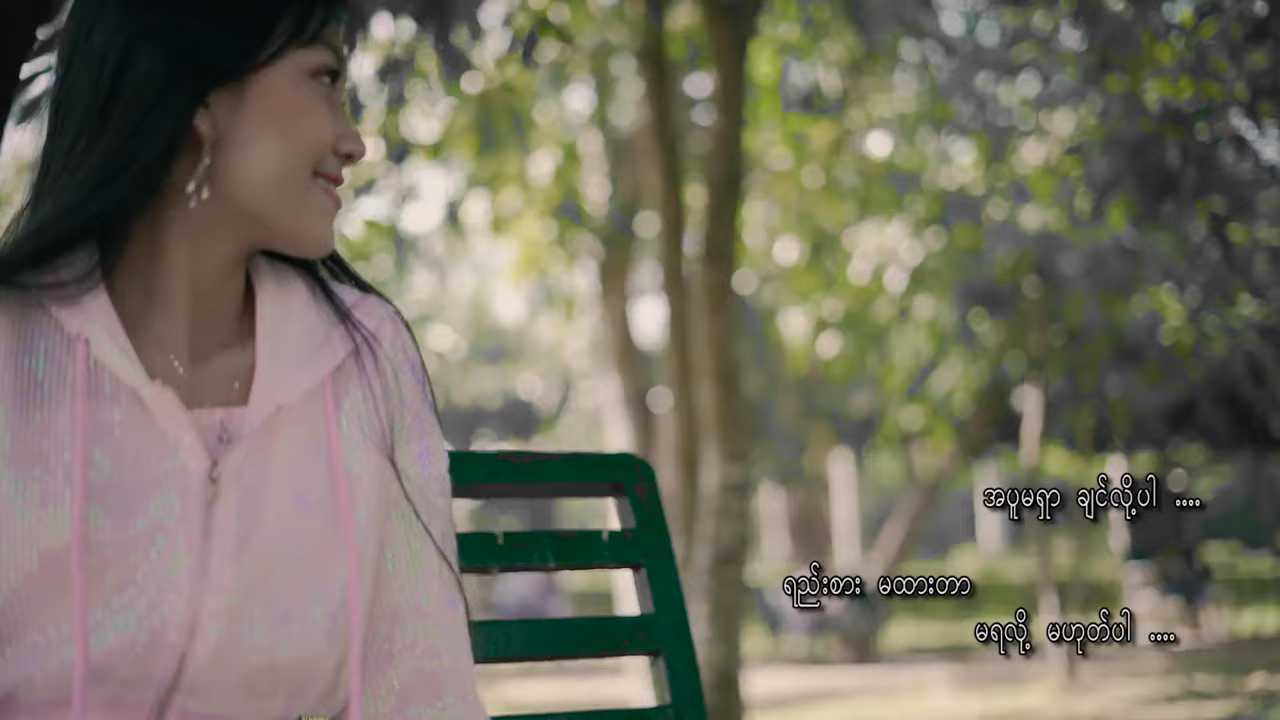 အပူမရှာ ချင်လို့ပါ ....
ရည်းစား မထားတာ
မရလို့ မဟုတ်ပါ ....